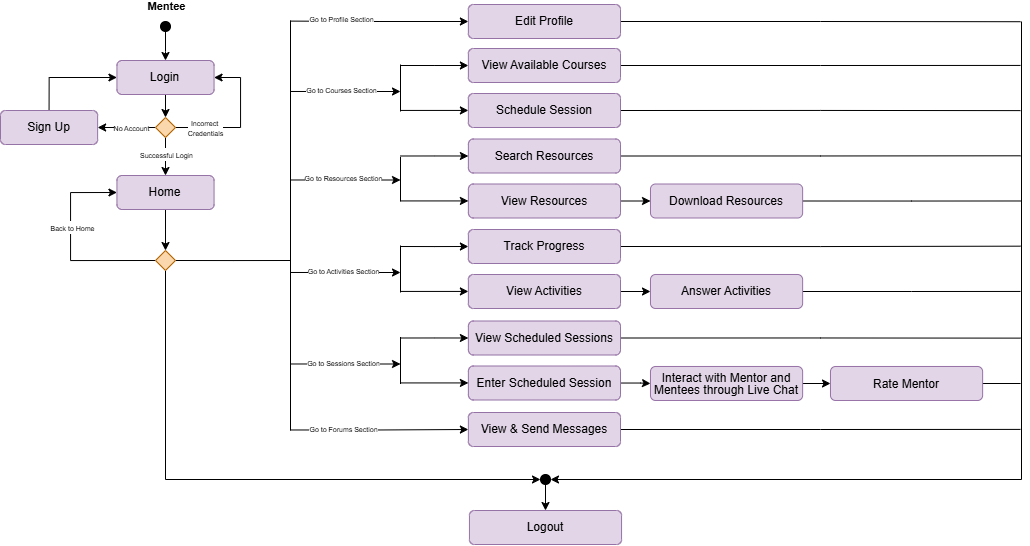 Mentee
Login
Sign Up
No Account
Incorrect
Credentials
Successful Login
Home
Back to Home
Go to Profile Section
Edit Profile
Go to Courses Section
View Available Courses
Schedule Session
Go to Resources Section
Search Resources
View Resources
Download Resources
Go to Activities Section
Track Progress
View Activities
Answer Activities
Go to Sessions Section
View Scheduled Sessions
Enter Scheduled Session
Interact with Mentor and
Mentees through Live Chat
Rate Mentor
Go to Forums Section
View & Send Messages
Logout